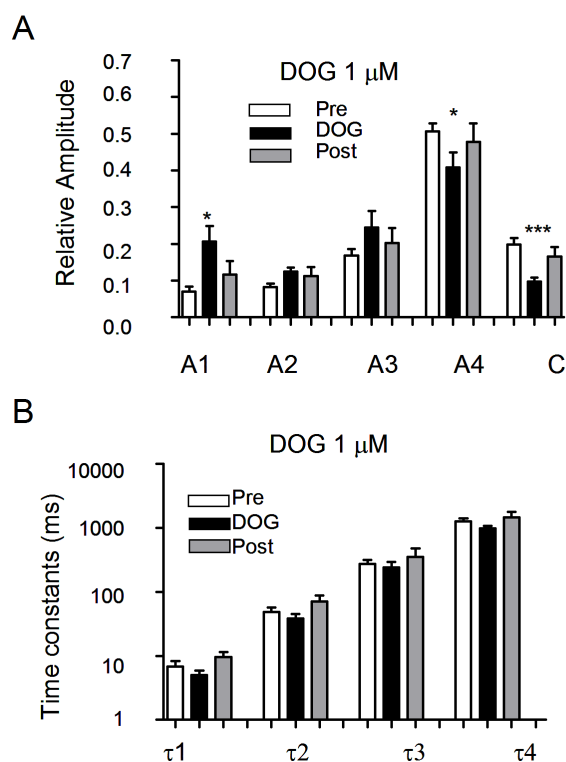 A
DOG 1 μM
Relative Amplitude
0.7
0.6
0.5
0.4
0.3
0.2
0.1
0.0
Pre
DOG
Post
*
*
***
A1 A2 A3 A4 C
B
DOG 1 μM
Time constants (ms)
10000
1000
100
10
1
Pre
DOG
Post
τ1 τ2 τ3 τ4